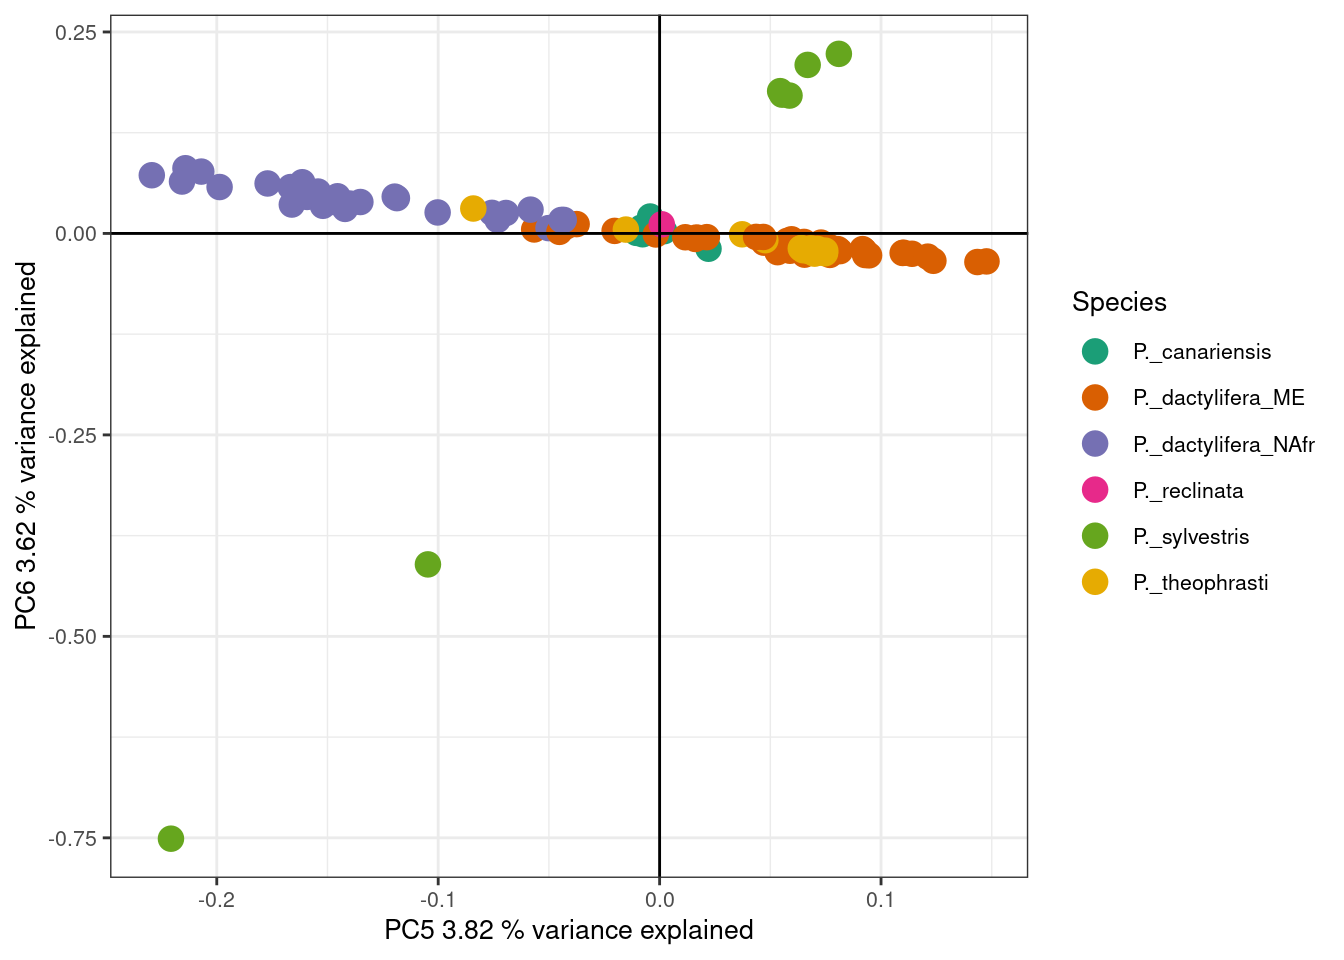 0.25
0.00
-0.25
-0.50
-0.75
PC6 3.62 % variance explained
-0.2
-0.1
0.0
0.1
PC5 3.82 % variance explained
Species
P._canariensis
P._dactylifera_ME
P._dactylifera_NAfr
P._reclinata
P._sylvestris
P._theophrasti